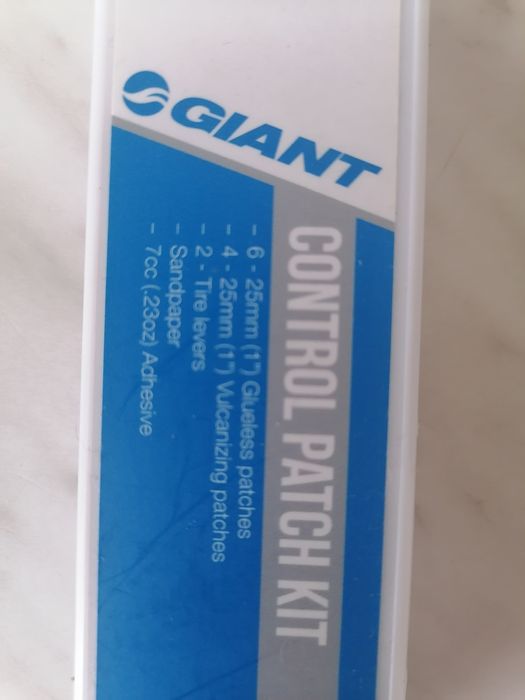 GIANT
CONTROL PATCH KIT
- 6 - 25mm (1") Glueless patches
- 4 - 25mm (1") Vulcanizing patches
- 2 - Tire levers
- Sandpaper
- 7cc (.23oz) Adhesive